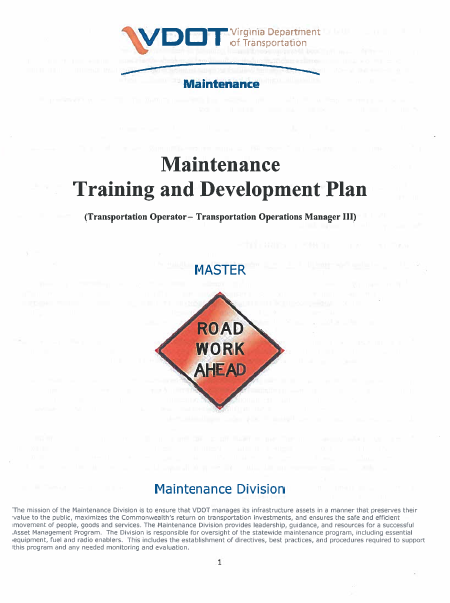 VDOT Virginia Department
of Transportation
Maintenance
Maintenance
Training and Development Plan
(Transportation Operator – Transportation Operations Manager III)
MASTER
ROAD
WORK
AHEAD
Maintenance Division
The mission of the Maintenance Division is to ensure that VDOT manages its infrastructure assets in a manner that preserves their
value to the public, maximizes the Commonwealth's return on transportation investments, and ensures the safe and efficient
movement of people, goods and services. The Maintenance Division provides leadership, guidance, and resources for a successful
Asset Management Program. The Division is responsible for oversight of the statewide maintenance program, including essential
equipment, fuel and radio enablers. This includes the establishment of directives, best practices, and procedures required to support
this program and any needed monitoring and evaluation.
1